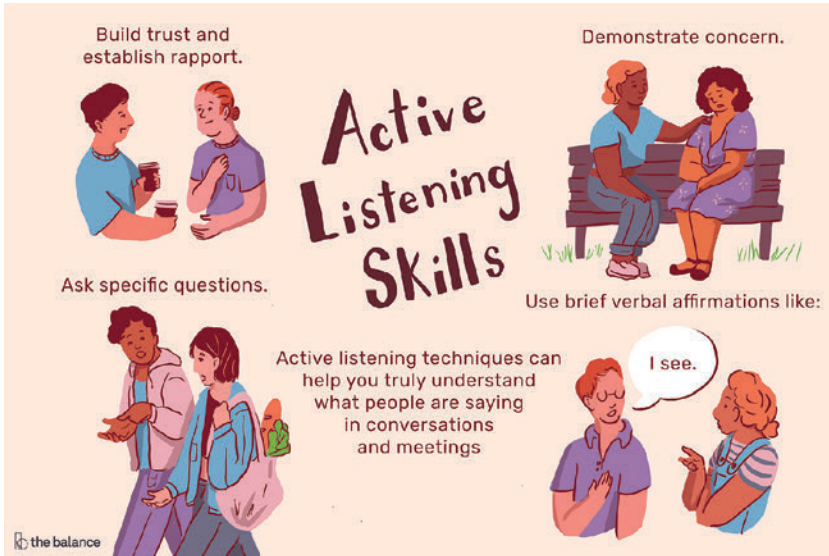 Build trust and
establish rapport.
Active
Listening
Skills
Demonstrate concern.
Ask specific questions.
Active listening techniques can
help you truly understand
what people are saying
in conversations
and meetings
Use brief verbal affirmations like:
I see.
the balance